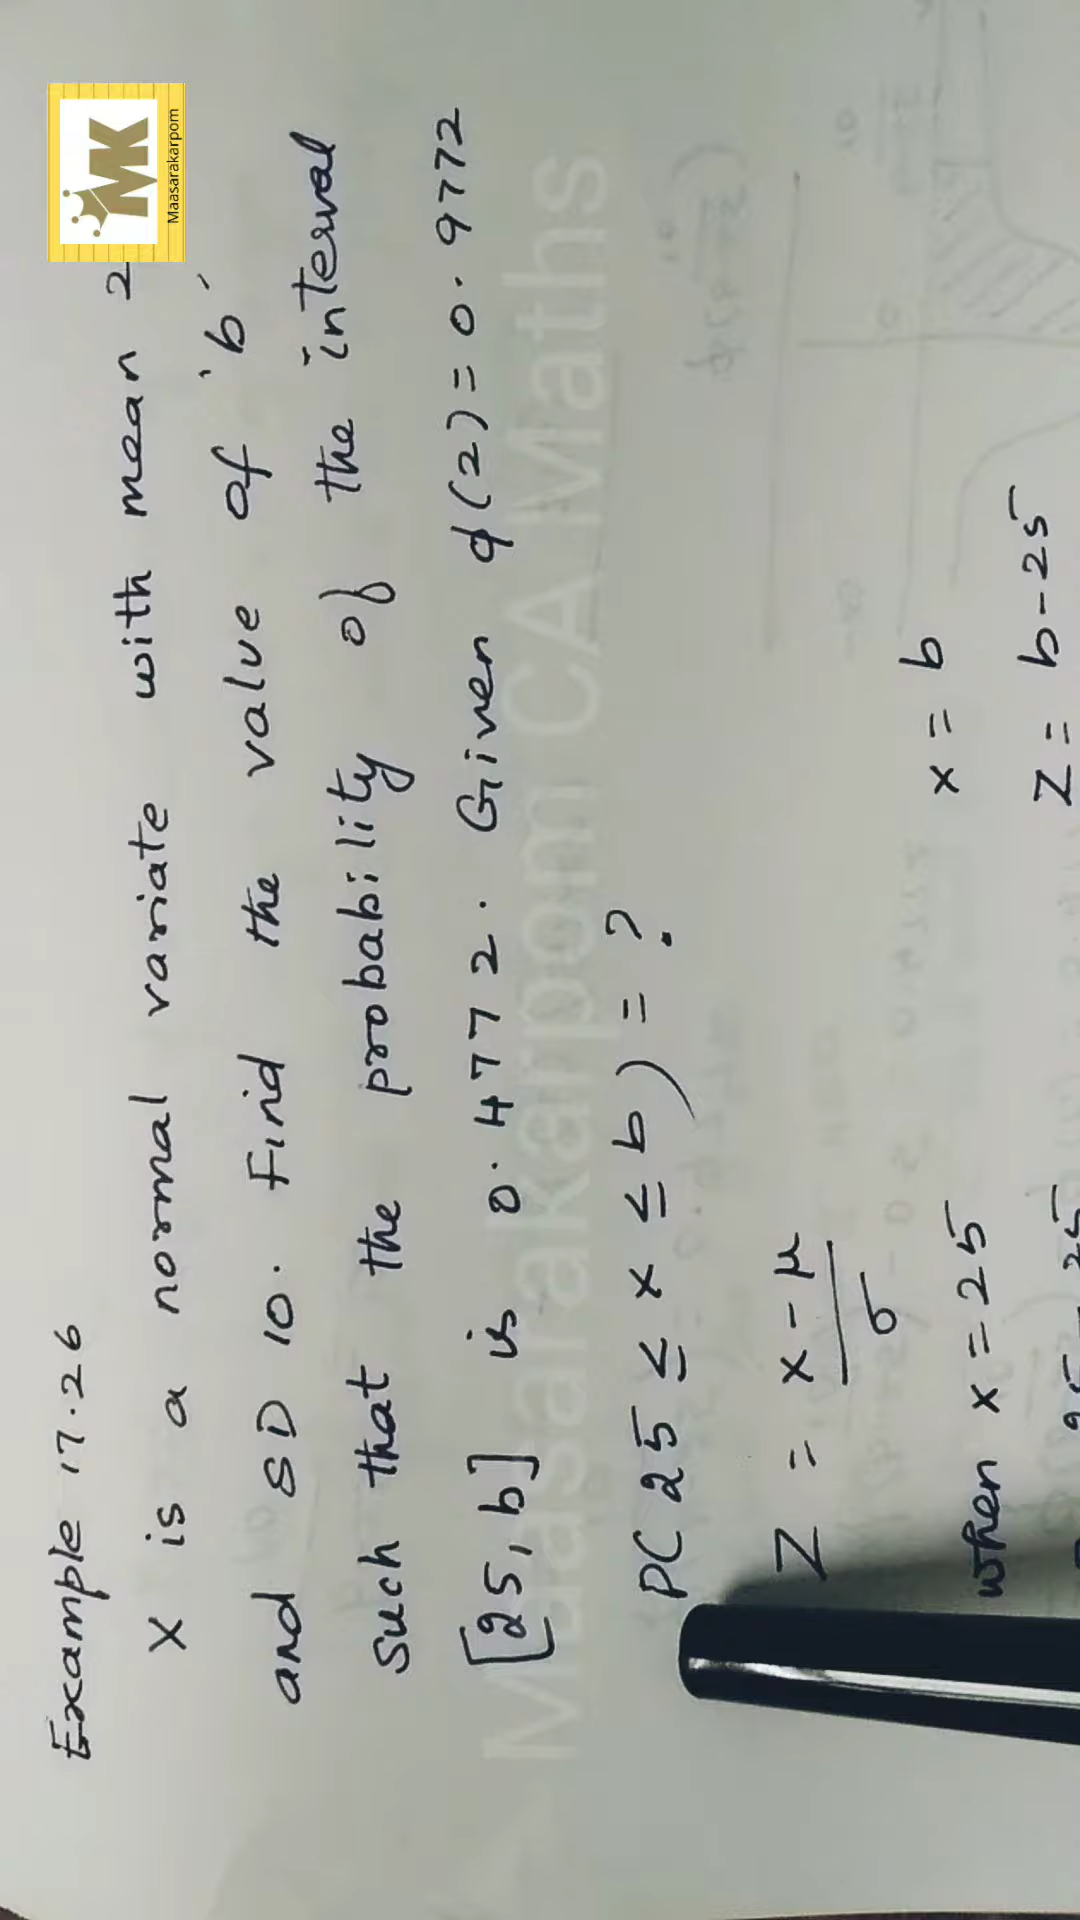 Example 17.26
X is a normal variate with mean 2
and SD 10. Find the value of 'b'
such that the probability of the interval
[25, b] is 0.4772. Given ϕ(2) = 0.9772
P(25 ≤ x ≤ b) = ?
Z = x - μ
σ
when x = 25 x = b
Z = b - 25
MK
Maasarakarpom
Maasarakarpom CA Maths